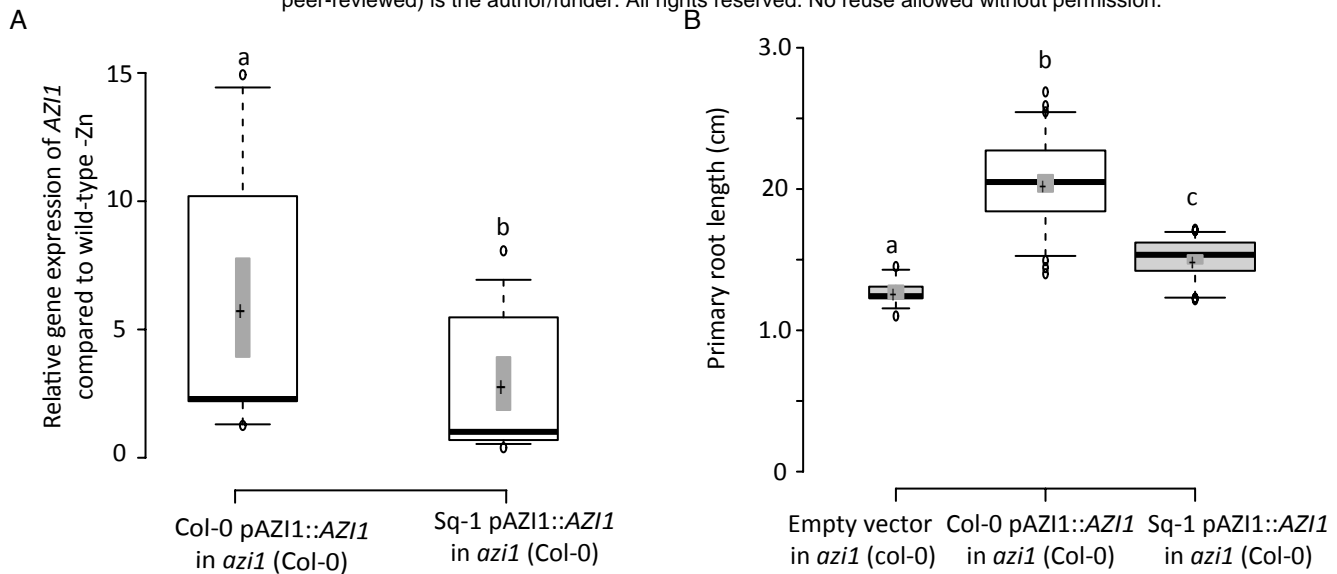 peer-reviewed) is the author/funder. All rights reserved. No reuse allowed without permission.
A
Relative gene expression of AZI1
compared to wild-type -Zn
15
10
5
0
a
b
Col-0 pAZI1::AZI1
in azi1 (Col-0)
Sq-1 pAZI1::AZI1
in azi1 (Col-0)
B
Primary root length (cm)
3.0
20
1.0
0
a
b
c
Empty vector
in azi1 (col-0)
Col-0 pAZI1::AZI1
in azi1 (Col-0)
Sq-1 pAZI1::AZI1
in azi1 (Col-0)